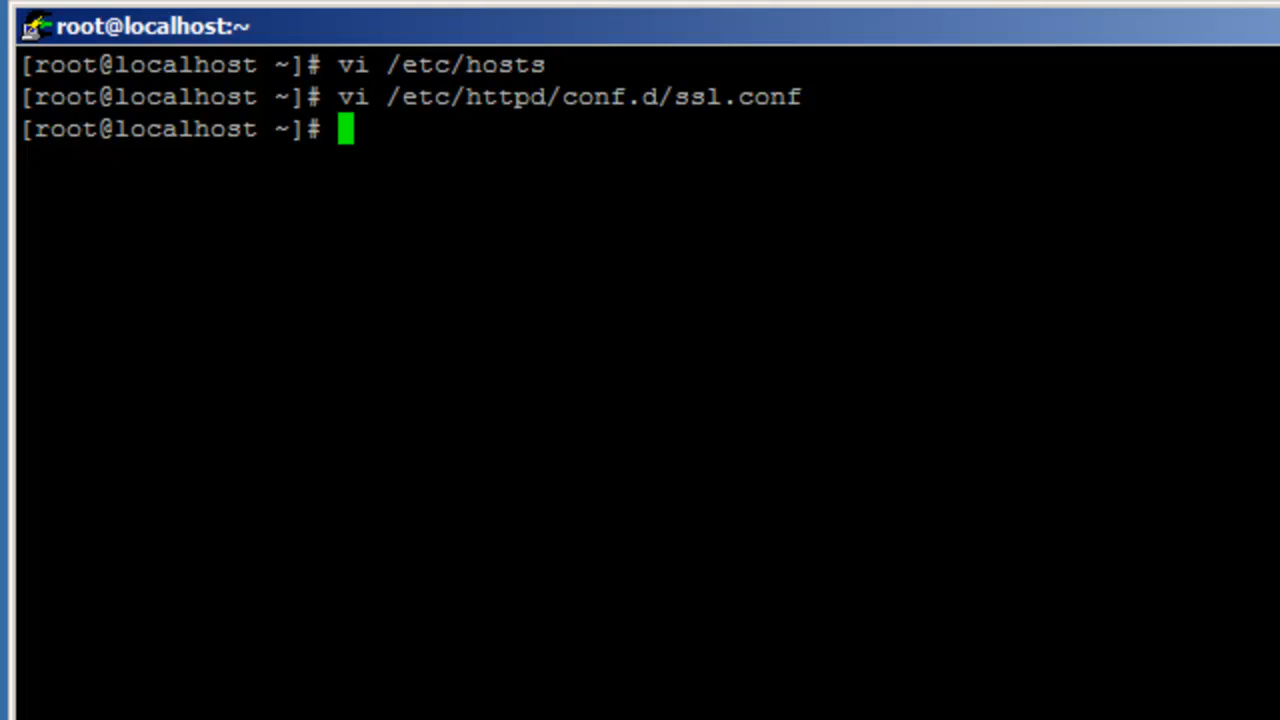 root@localhost:~
[root@localhost ~]# vi /etc/hosts
[root@localhost ~]# vi /etc/httpd/conf.d/ssl.conf
[root@localhost ~]#